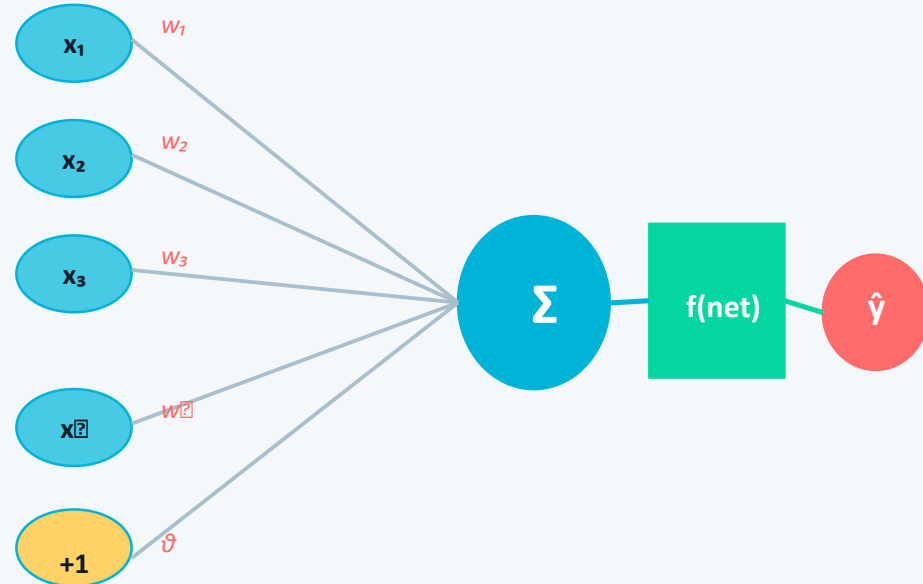 x₁
w₁
x₂
w₂
x₃
w₃
Σ
f(net)
ŷ
x
w
+1
ϑ